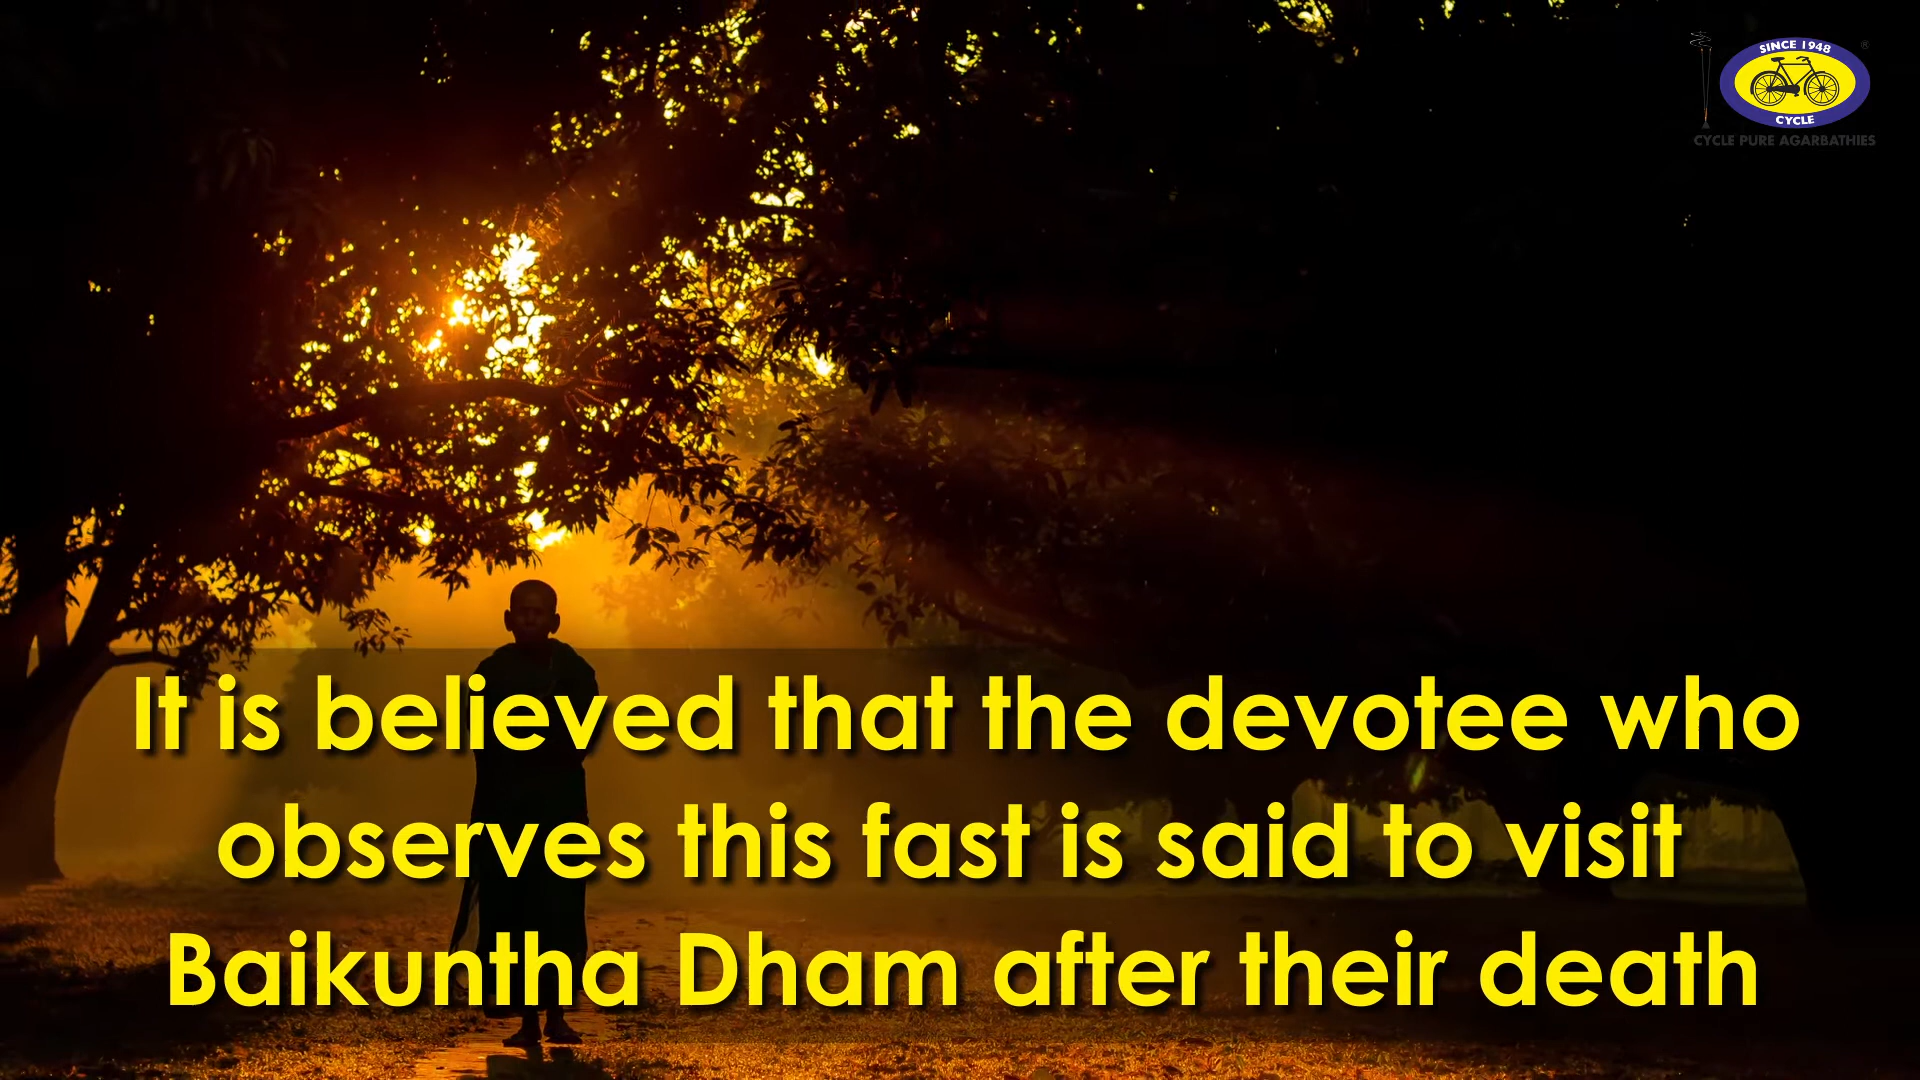 SINCE 1948
CYCLE
CYCLE PURE AGARBATHIES
It is believed that the devotee who
observes this fast is said to visit
Baikuntha Dham after their death